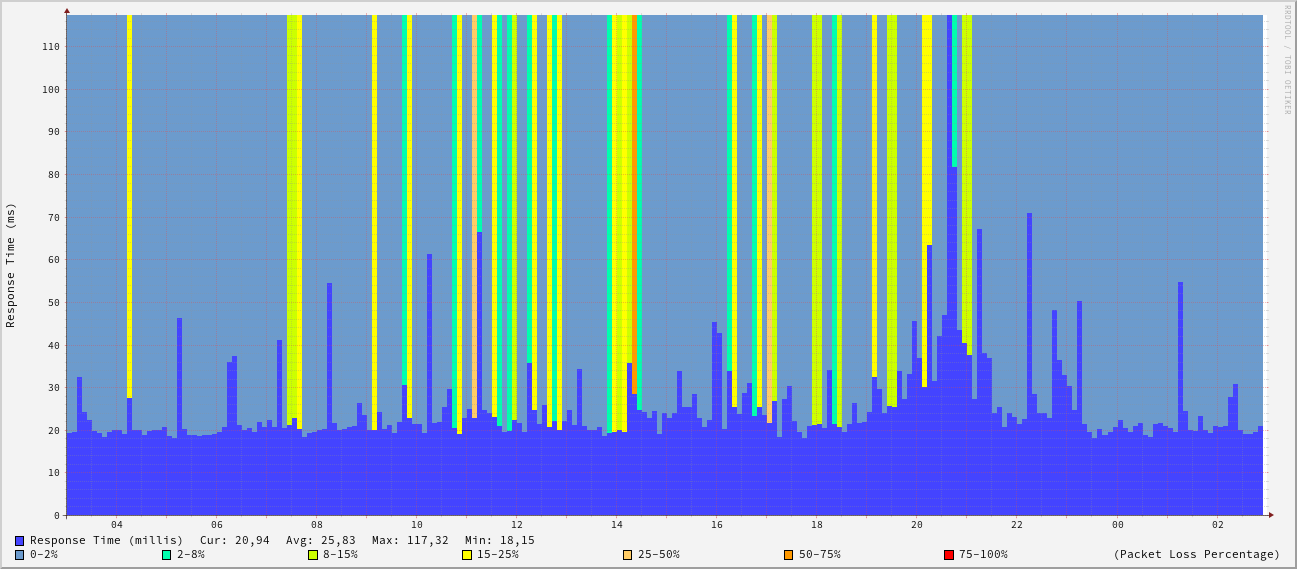 RRDTOOL / TOBI OETIKER
Response Time (ms)
110
100
90
80
70
60
50
40
30
20
10
0
04 06 08 10 12 14 16 18 20 22 00 02
Response Time (millis) Cur: 20,94 Avg: 25,83 Max: 117,32 Min: 18,15
0-2% 2-8% 8-15% 15-25% 25-50% 50-75% 75-100% (Packet Loss Percentage)